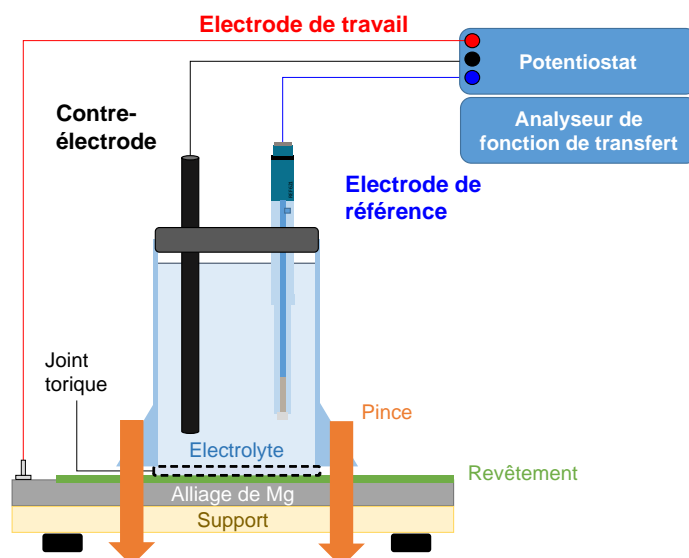 Electrode de travail
Potentiostat
Analyseur de
fonction de transfert
Contre-
électrode
Electrode de
référence
Joint
torique
Pince
Electrolyte
Revêtement
Alliage de Mg
Support